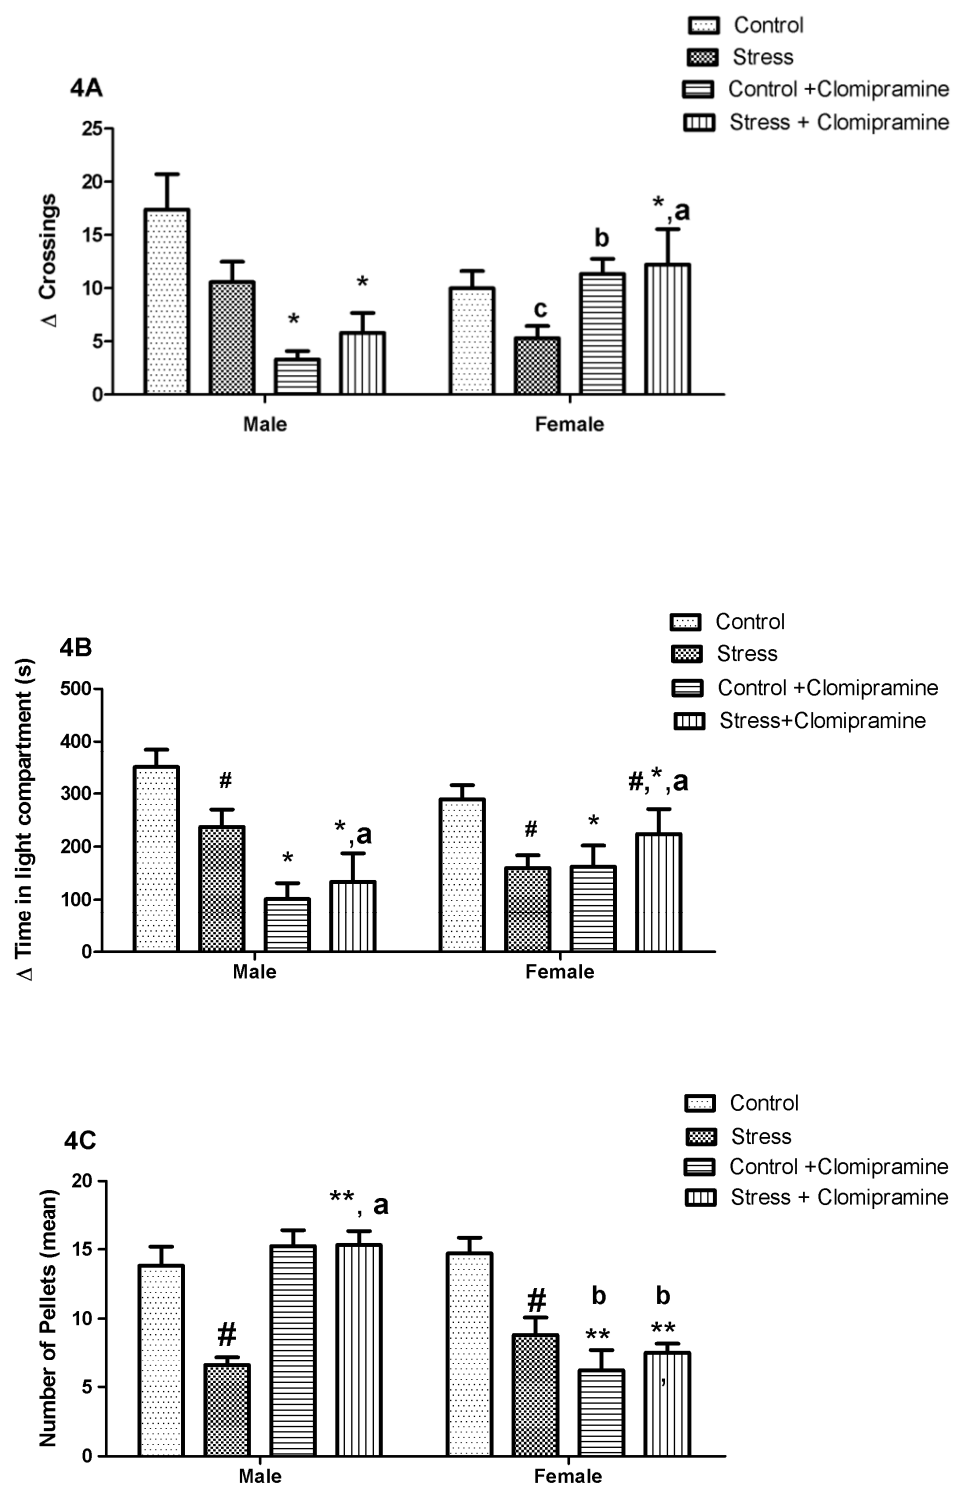 Control
Stress
Control +Clomipramine
Stress + Clomipramine
4A
Δ Crossings
25
20
15
10
5
0
*
*
c
b
*,a
Male
Female
Control
Stress
Control +Clomipramine
Stress+Clomipramine
4B
Δ Time in light compartment (s)
500
400
300
200
100
0
#
*
*,a
#
*
#,*,a
Male
Female
Control
Stress
Control +Clomipramine
Stress + Clomipramine
4C
Number of Pellets (mean)
20
15
10
5
0
#
**, a
#
b
**
b
**
,
Male
Female